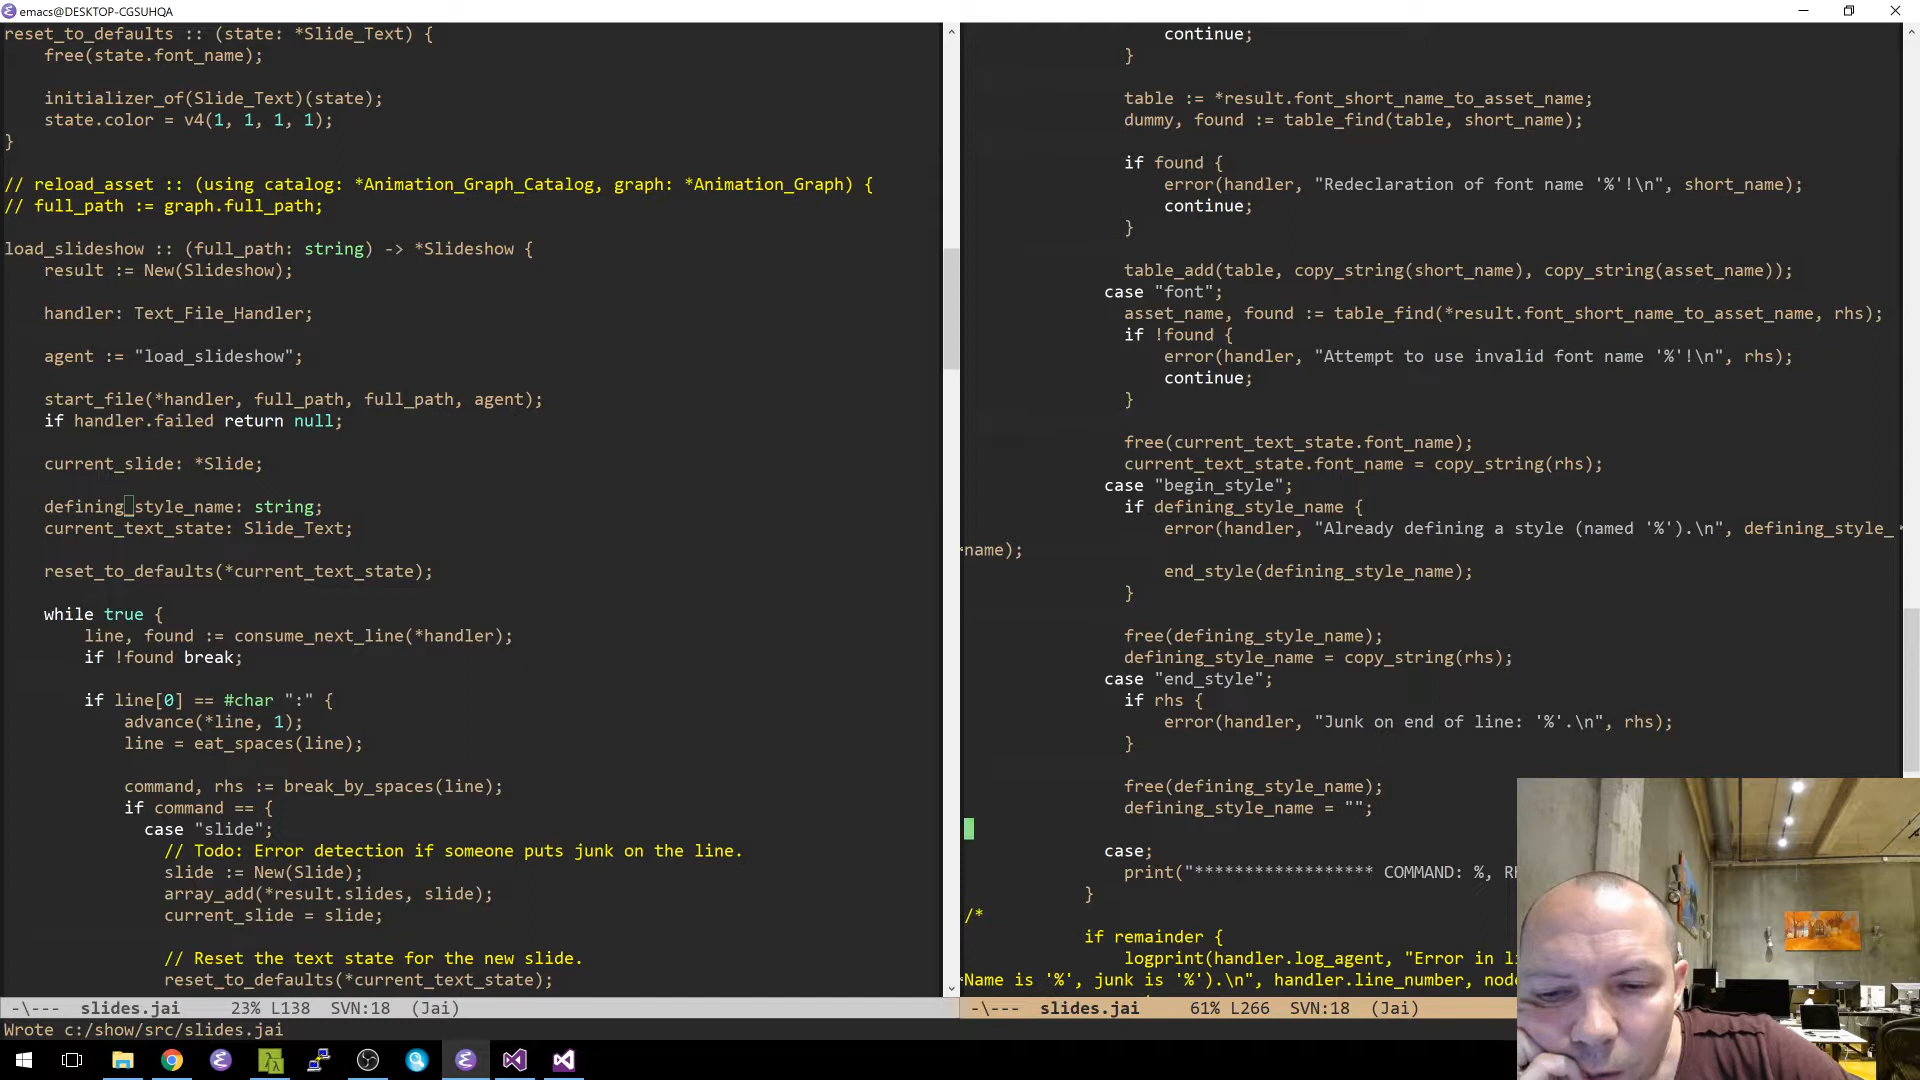 emacs@DESKTOP-CGSUHQA
reset_to_defaults :: (state: *Slide_Text) {
    free(state.font_name);
    initializer_of(Slide_Text)(state);
    state.color = v4(1, 1, 1, 1);
}
// reload_asset :: (using catalog: *Animation_Graph_Catalog, graph: *Animation_Graph) {
// full_path := graph.full_path;
load_slideshow :: (full_path: string) -> *Slideshow {
    result := New(Slideshow);
    handler: Text_File_Handler;
    agent := "load_slideshow";
    start_file(*handler, full_path, full_path, agent);
    if handler.failed return null;
    current_slide: *Slide;
    defining_style_name: string;
    current_text_state: Slide_Text;
    reset_to_defaults(*current_text_state);
    while true {
        line, found := consume_next_line(*handler);
        if !found break;
        if line[0] == #char ":" {
            advance(*line, 1);
            line = eat_spaces(line);
            command, rhs := break_by_spaces(line);
            if command == {
              case "slide";
                // Todo: Error detection if someone puts junk on the line.
                slide := New(Slide);
                array_add(*result.slides, slide);
                current_slide = slide;
                // Reset the text state for the new slide.
                reset_to_defaults(*current_text_state);
-\--- slides.jai 23% L138 SVN:18 (Jai)
Wrote c:/show/src/slides.jai
                    continue;
                }
                table := *result.font_short_name_to_asset_name;
                dummy, found := table_find(table, short_name);
                if found {
                    error(handler, "Redeclaration of font name '%'!\n", short_name);
                    continue;
                }
                table_add(table, copy_string(short_name), copy_string(asset_name));
              case "font";
                asset_name, found := table_find(*result.font_short_name_to_asset_name, rhs);
                if !found {
                    error(handler, "Attempt to use invalid font name '%'!\n", rhs);
                    continue;
                }
                free(current_text_state.font_name);
                current_text_state.font_name = copy_string(rhs);
              case "begin_style";
                if defining_style_name {
                    error(handler, "Already defining a style (named '%').\n", defining_style_
name);
                    end_style(defining_style_name);
                }
                free(defining_style_name);
                defining_style_name = copy_string(rhs);
              case "end_style";
                if rhs {
                    error(handler, "Junk on end of line: '%'.\n", rhs);
                }
                free(defining_style_name);
                defining_style_name = "";
              case;
                print("****************** COMMAND: %,
            }
/*
            if remainder {
                logprint(handler.log_agent, "Error in
Name is '%', junk is '%').\n", handler.line_number,
-\--- slides.jai 61% L266 SVN:18 (Jai)